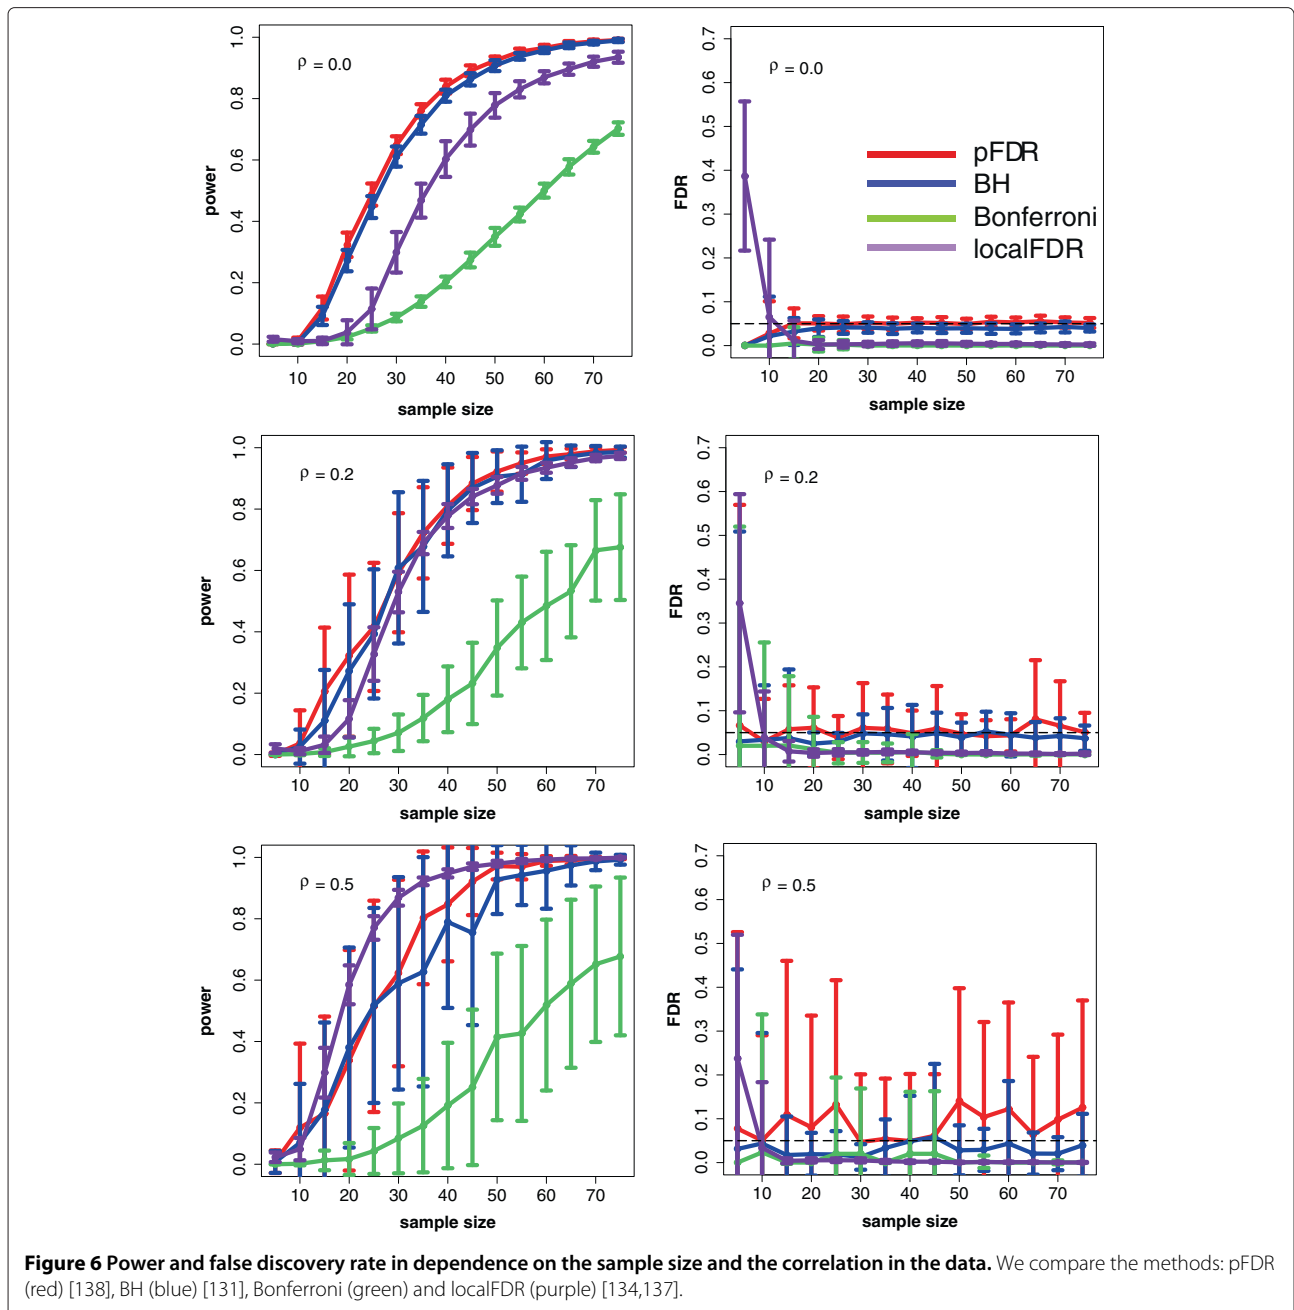 ρ = 0.0
power
0.0 0.2 0.4 0.6 0.8 1.0
10 20 30 40 50 60 70
sample size
ρ = 0.0
FDR
0.0 0.1 0.2 0.3 0.4 0.5 0.6 0.7
pFDR
BH
Bonferroni
localFDR
10 20 30 40 50 60 70
sample size
ρ = 0.2
power
0.0 0.2 0.4 0.6 0.8 1.0
10 20 30 40 50 60 70
sample size
ρ = 0.2
FDR
0.0 0.1 0.2 0.3 0.4 0.5 0.6 0.7
10 20 30 40 50 60 70
sample size
ρ = 0.5
power
0.0 0.2 0.4 0.6 0.8 1.0
10 20 30 40 50 60 70
sample size
ρ = 0.5
FDR
0.0 0.1 0.2 0.3 0.4 0.5 0.6 0.7
10 20 30 40 50 60 70
sample size
Figure 6 Power and false discovery rate in dependence on the sample size and the correlation in the data. We compare the methods: pFDR
(red) [138], BH (blue) [131], Bonferroni (green) and localFDR (purple) [134,137].